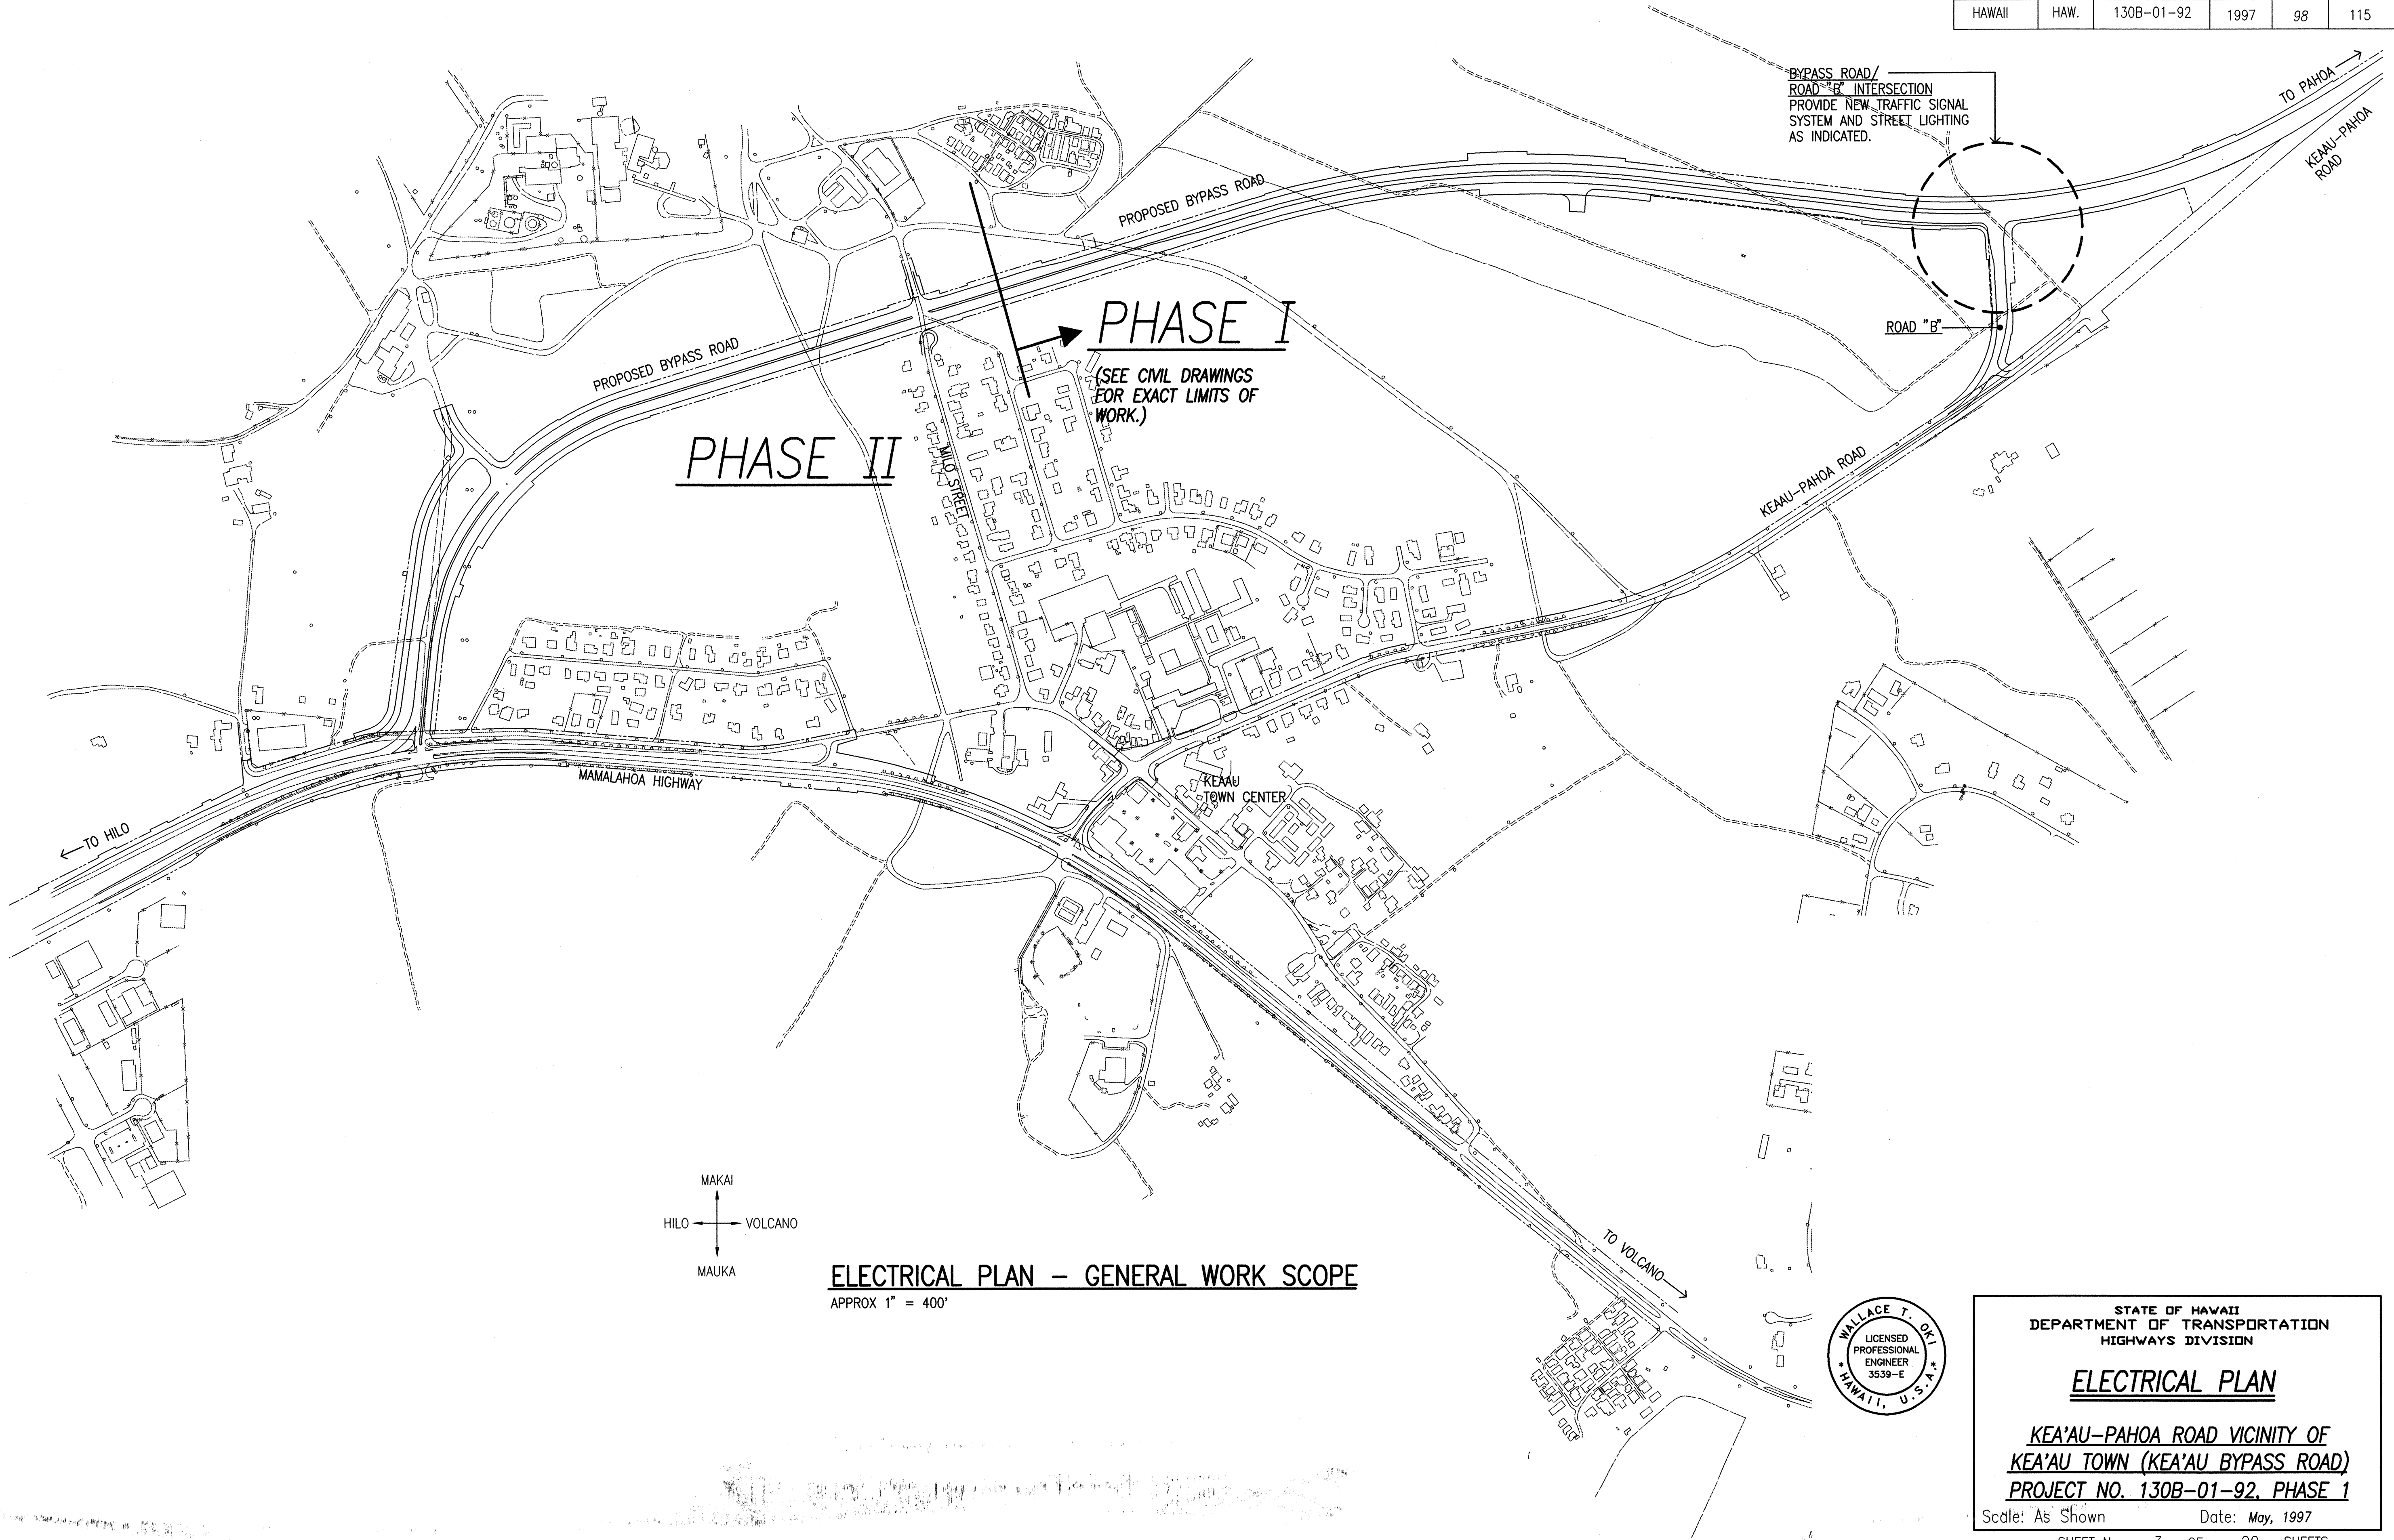 HAWAII HAW. 130B-01-92 1997 98 115
BYPASS ROAD/
ROAD "B" INTERSECTION
PROVIDE NEW TRAFFIC SIGNAL
SYSTEM AND STREET LIGHTING
AS INDICATED.
TO PAHOA
KEAAU-PAHOA
ROAD
PROPOSED BYPASS ROAD
PHASE I
(SEE CIVIL DRAWINGS
FOR EXACT LIMITS OF
WORK.)
ROAD "B"
PROPOSED BYPASS ROAD
PHASE II
MILO STREET
KEAAU-PAHOA ROAD
MAMALAHOA HIGHWAY
KEAAU
TOWN CENTER
TO HILO
MAKAI
HILO VOLCANO
MAUKA
TO VOLCANO
ELECTRICAL PLAN - GENERAL WORK SCOPE
APPROX 1" = 400'
WALLACE T. OKI
LICENSED
PROFESSIONAL
ENGINEER
3539-E
* HAWAII, U.S.A. *
STATE OF HAWAII
DEPARTMENT OF TRANSPORTATION
HIGHWAYS DIVISION
ELECTRICAL PLAN
KEA'AU-PAHOA ROAD VICINITY OF
KEA'AU TOWN (KEA'AU BYPASS ROAD)
PROJECT NO. 130B-01-92, PHASE 1
Scale: As Shown Date: May, 1997